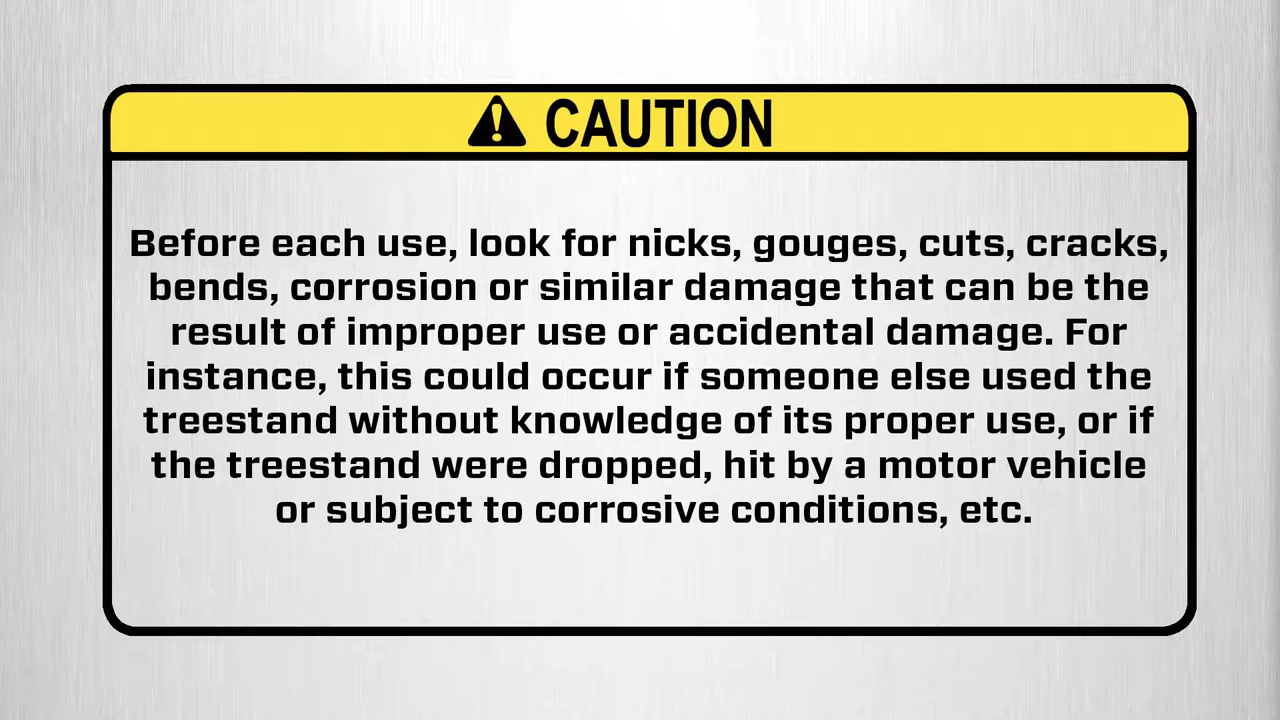 CAUTION
Before each use, look for nicks, gouges, cuts, cracks,
bends, corrosion or similar damage that can be the
result of improper use or accidental damage. For
instance, this could occur if someone else used the
treestand without knowledge of its proper use, or if
the treestand were dropped, hit by a motor vehicle
or subject to corrosive conditions, etc.